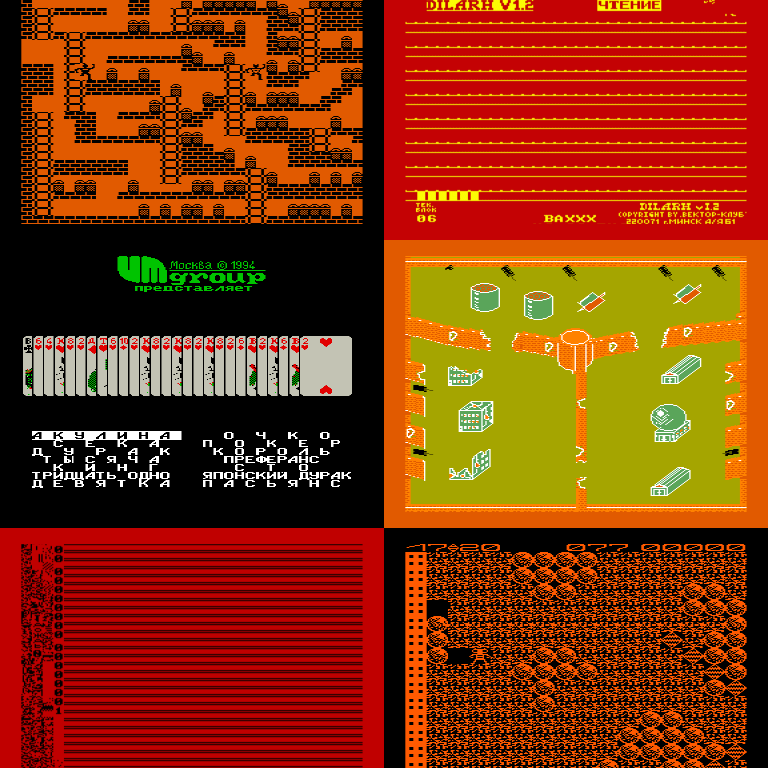 DILARH V1.2 ЧТЕНИЕ
ТЕК.
БЛОК
06
BAXXX
DILARH v1.2
COPYRIGHT BY.ВЕКТОР-КЛУБ
220071 г.МИНСК А/Я 61
Москва © 1994
group
представляет
АКУЛИНА
СЕКА
ДУРАК
ТЫСЯЧА
КИНГ
ТРИДЦАТЬ ОДНО
ДЕВЯТКА
ОЧКО
ПОКЕР
КОРОЛЬ
ПРЕФЕРАНС
СТО
ЯПОНСКИЙ ДУРАК
ПАСЬЯНС
17◆20 077 00000